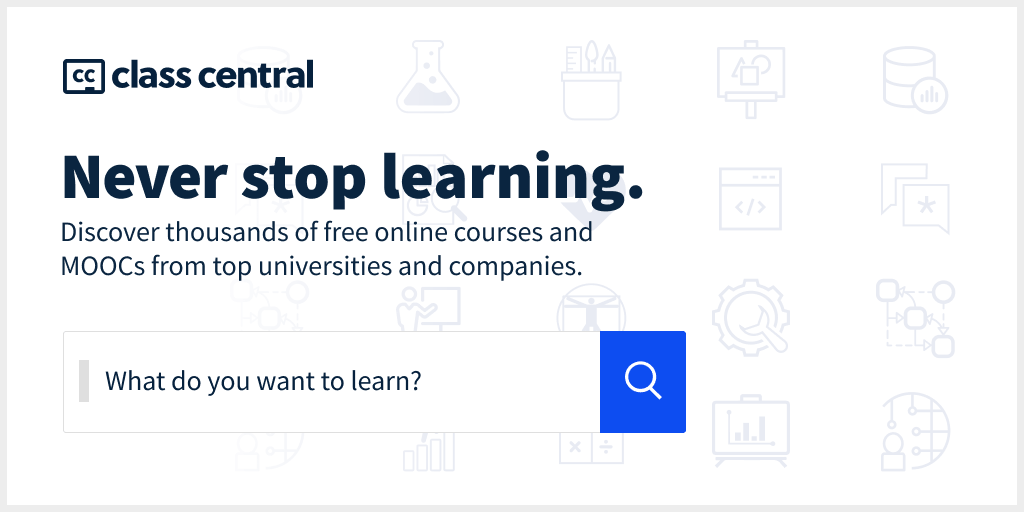 cc class central
Never stop learning.
Discover thousands of free online courses and
MOOCs from top universities and companies.
What do you want to learn?